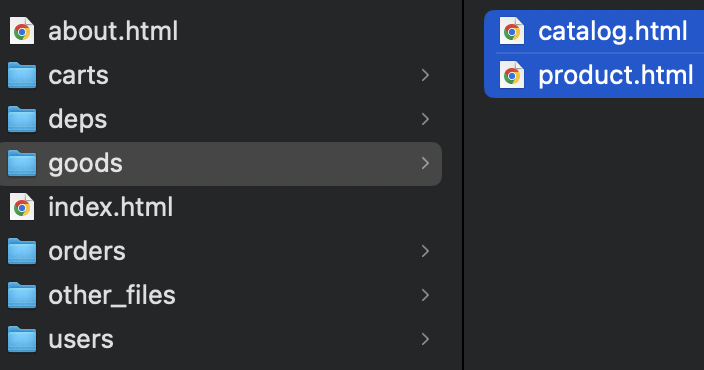 about.html
carts
deps
goods
index.html
orders
other_files
users
catalog.html
product.html